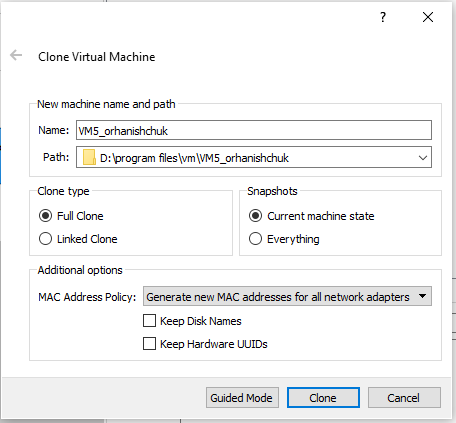 ?
Clone Virtual Machine
New machine name and path
Name: VM5_orhanishchuk
Path: D:\program files\vm\VM5_orhanishchuk
Clone type
Full Clone
Linked Clone
Snapshots
Current machine state
Everything
Additional options
MAC Address Policy: Generate new MAC addresses for all network adapters
Keep Disk Names
Keep Hardware UUIDs
Guided Mode Clone Cancel